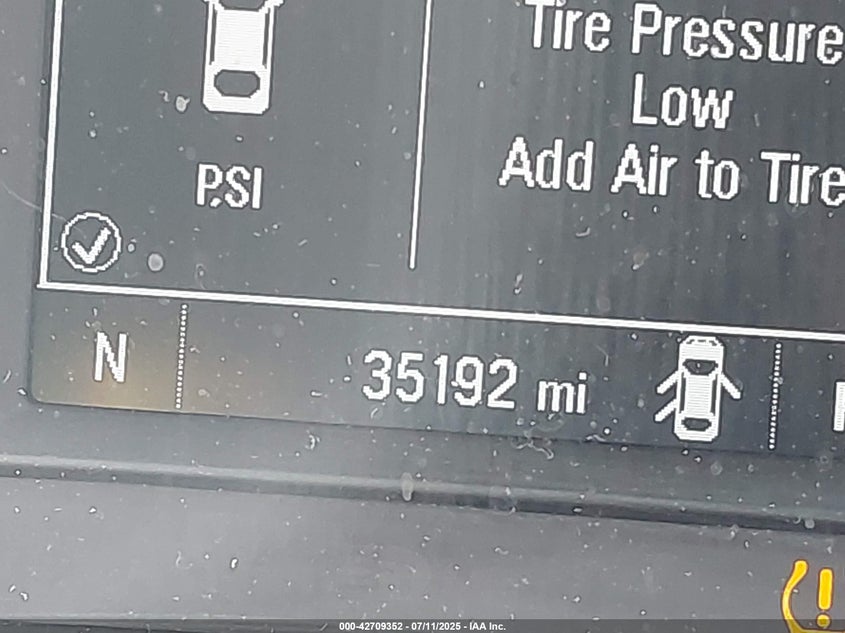 Tire Pressure
Low
Add Air to Tire
PSI
N
35192 mi
000-42709352 - 07/11/2025 - IAA Inc.